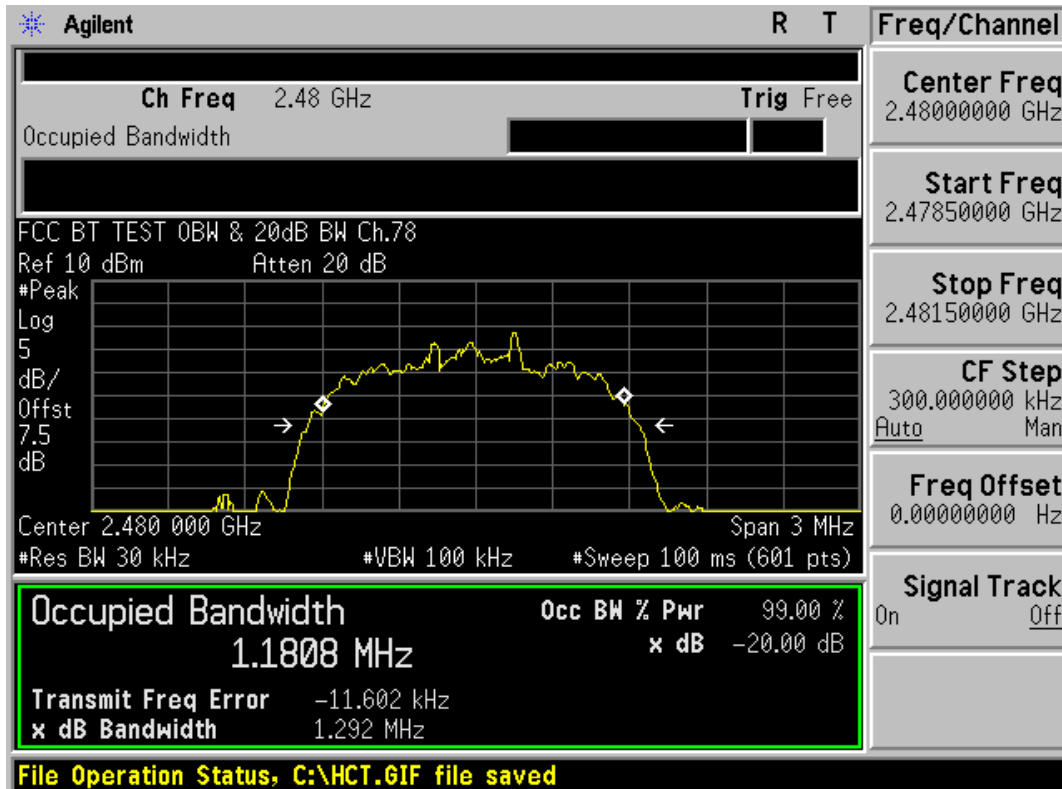 Agilent R T
Ch Freq 2.48 GHz Trig Free
Occupied Bandwidth
FCC BT TEST OBW & 20dB BW Ch.78
Ref 10 dBm Atten 20 dB
#Peak
Log
5
dB/
Offst
7.5
dB
Center 2.480 000 GHz Span 3 MHz
#Res BW 30 kHz #VBW 100 kHz #Sweep 100 ms (601 pts)
Occupied Bandwidth Occ BW % Pwr 99.00 %
1.1808 MHz x dB -20.00 dB
Transmit Freq Error -11.602 kHz
x dB Bandwidth 1.292 MHz
File Operation Status, C:\HCT.GIF file saved
Freq/Channel
Center Freq
2.48000000 GHz
Start Freq
2.47850000 GHz
Stop Freq
2.48150000 GHz
CF Step
300.000000 kHz
Auto Man
Freq Offset
0.00000000 Hz
Signal Track
On Off